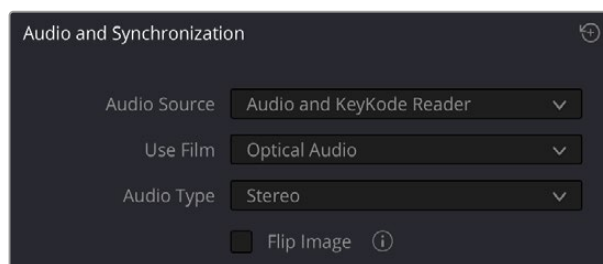 Audio and Synchronization
Audio Source Audio and KeyKode Reader
Use Film Optical Audio
Audio Type Stereo
Flip Image